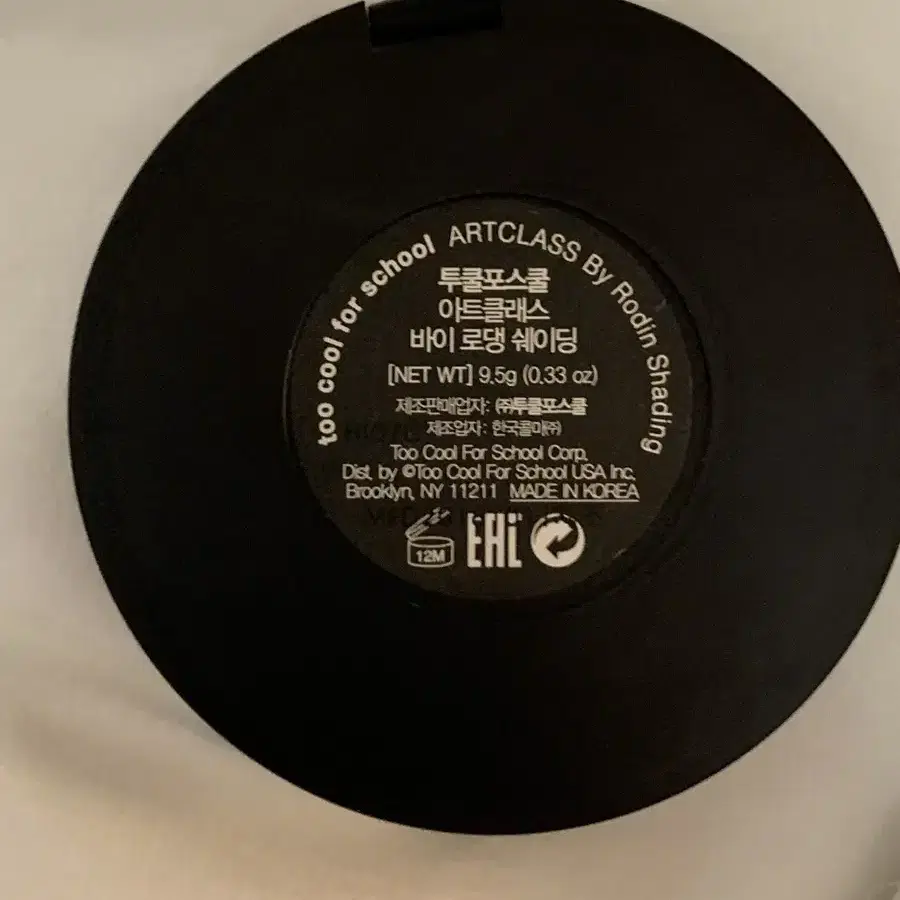 too cool for school ARTCLASS By Rodin Shading
투쿨포스쿨
아트클래스
바이 로댕 쉐이딩
[NET WT] 9.5g (0.33 oz)
제조판매업자: ㈜투쿨포스쿨
제조업자: 한국콜마㈜
Too Cool For School Corp.
Dist. by ©Too Cool For School USA Inc.
Brooklyn, NY 11211 MADE IN KOREA
12M EAC